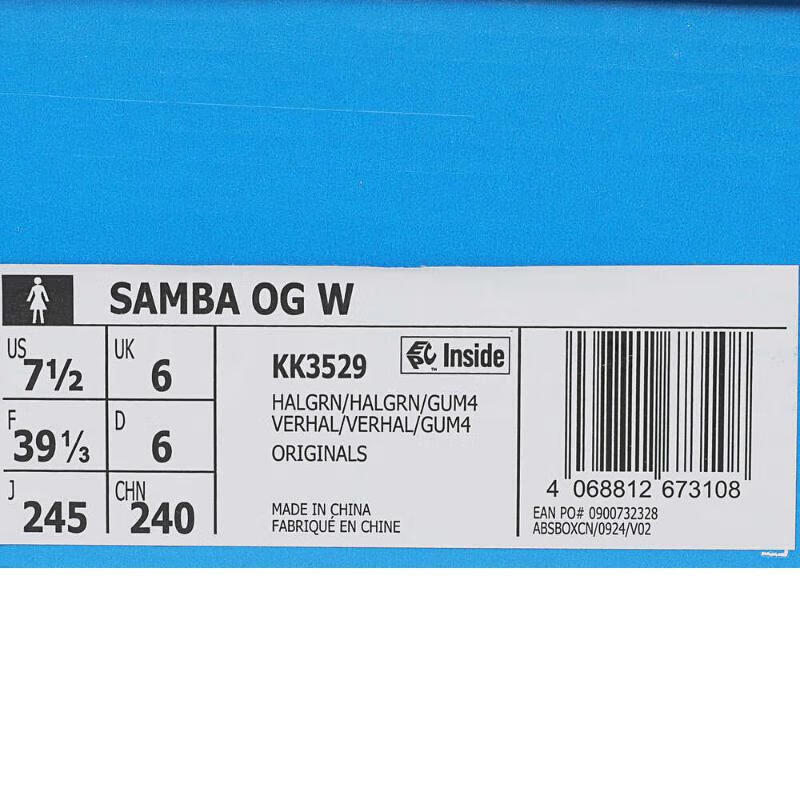 SAMBA OG W
US 7½
UK 6
F 39⅓
D 6
J 245
CHN 240
KK3529
EPC Inside
HALGRN/HALGRN/GUM4
VERHAL/VERHAL/GUM4
ORIGINALS
MADE IN CHINA
FABRIQUÉ EN CHINE
4 068812 673108
EAN PO# 0900732328
ABSBOXCN/0924/V02